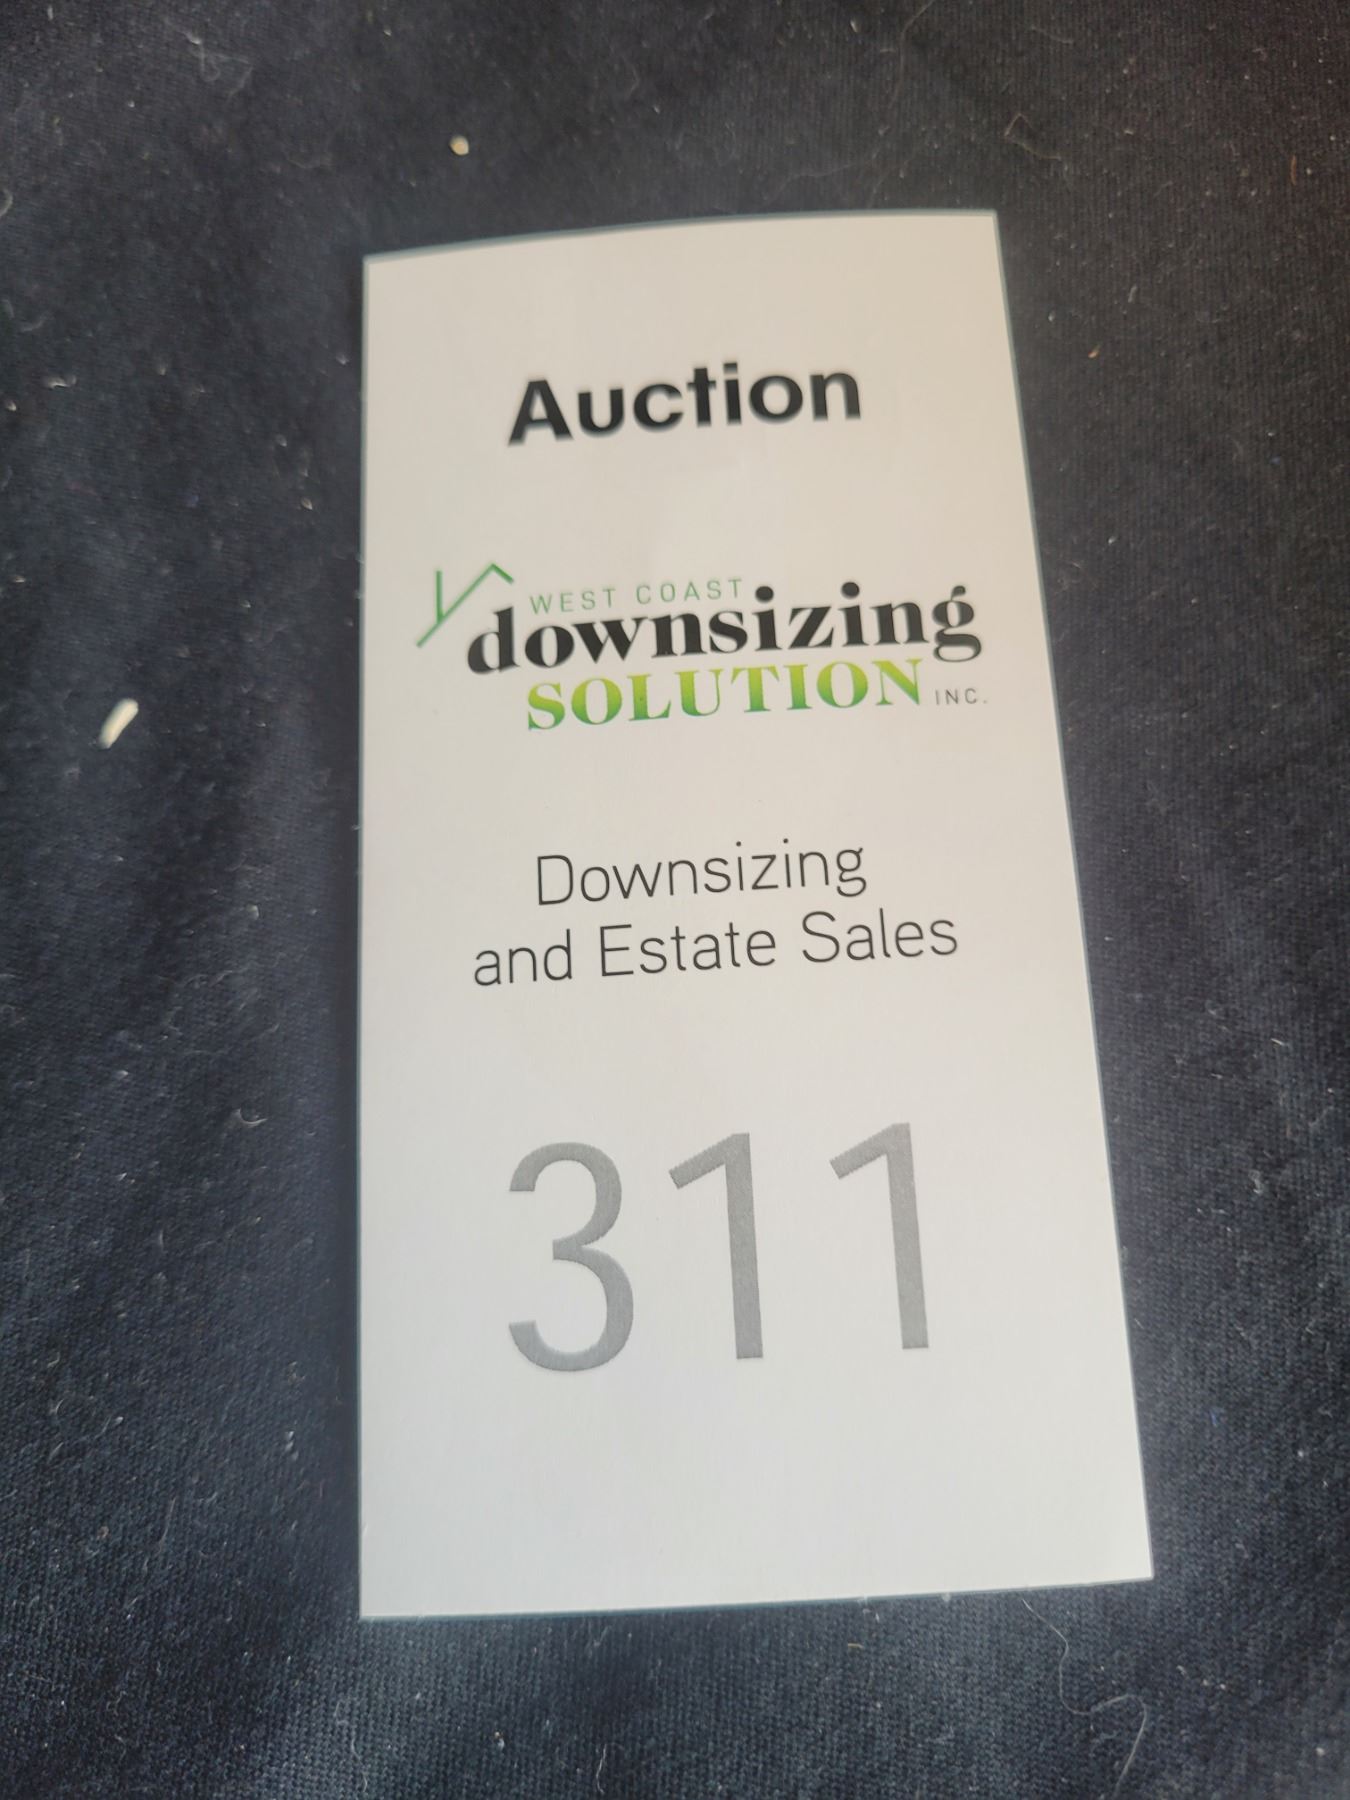 Auction
WEST COAST
downsizing
SOLUTION INC.
Downsizing
and Estate Sales
311